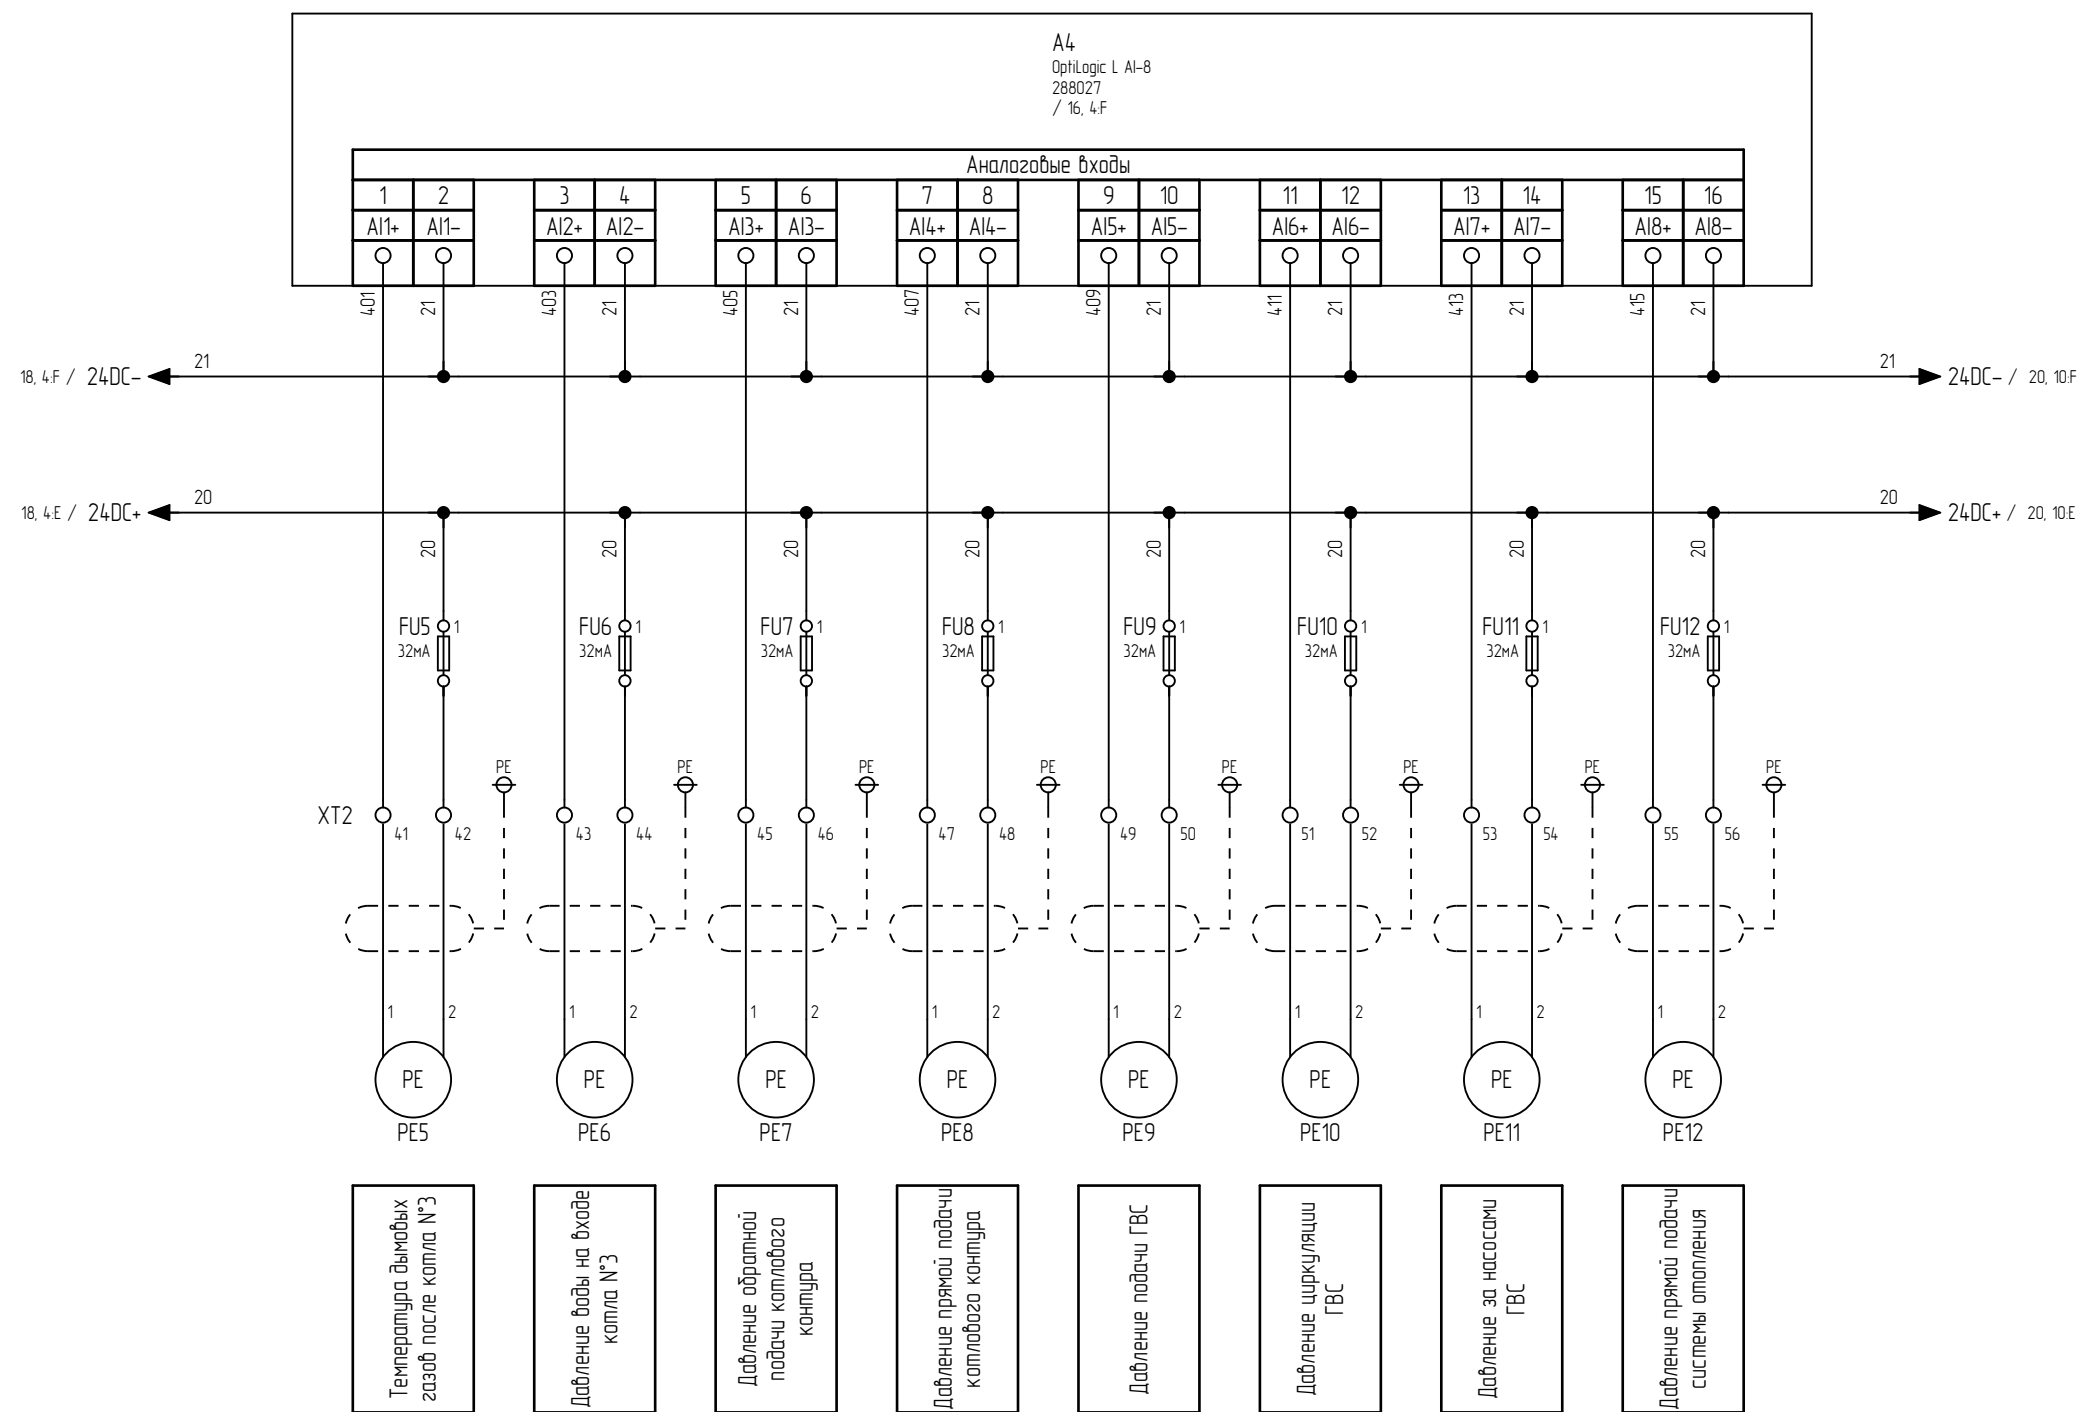 A4
OptiLogic L AI-8
288027
/ 16, 4:F
Аналоговые входы
1 2 3 4 5 6 7 8 9 10 11 12 13 14 15 16
AI1+ AI1- AI2+ AI2- AI3+ AI3- AI4+ AI4- AI5+ AI5- AI6+ AI6- AI7+ AI7- AI8+ AI8-
401 21 403 21 405 21 407 21 409 21 411 21 413 21 415 21
21 21
18, 4:F / 24DC- 24DC- / 20, 10:F
20 20
18, 4:E / 24DC+ 24DC+ / 20, 10:E
20 20 20 20 20 20 20 20
FU5 1 FU6 1 FU7 1 FU8 1 FU9 1 FU10 1 FU11 1 FU12 1
32мА 32мА 32мА 32мА 32мА 32мА 32мА 32мА
PE PE PE PE PE PE PE PE
XT2
41 42 43 44 45 46 47 48 49 50 51 52 53 54 55 56
1 2 1 2 1 2 1 2 1 2 1 2 1 2 1 2
PE PE PE PE PE PE PE PE
PE5 PE6 PE7 PE8 PE9 PE10 PE11 PE12
Температура дымовых
газов после котла N°3
Давление воды на входе
котла N°3
Давление обратной
подачи котлового
контура
Давление прямой подачи
котлового контура
Давление подачи ГВС
Давление циркуляции
ГВС
Давление за насосами
ГВС
Давление прямой подачи
системы отопления